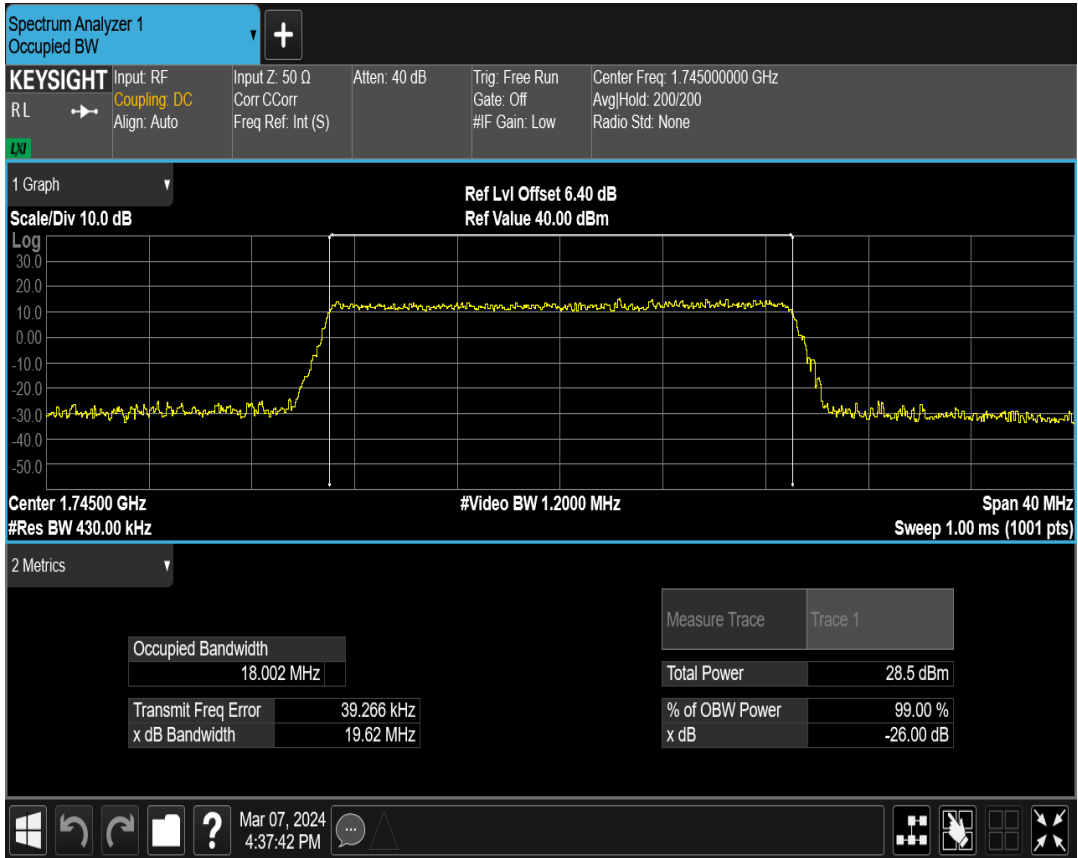 Spectrum Analyzer 1
Occupied BW
KEYSIGHT
R L
LXI
Input: RF
Coupling: DC
Align: Auto
Input Z: 50 Ω
Corr CCorr
Freq Ref: Int (S)
Atten: 40 dB
Trig: Free Run
Gate: Off
#IF Gain: Low
Center Freq: 1.745000000 GHz
Avg|Hold: 200/200
Radio Std: None
1 Graph
Scale/Div 10.0 dB
Ref Lvl Offset 6.40 dB
Ref Value 40.00 dBm
Log
30.0
20.0
10.0
0.00
-10.0
-20.0
-30.0
-40.0
-50.0
Center 1.74500 GHz
#Res BW 430.00 kHz
#Video BW 1.2000 MHz
Span 40 MHz
Sweep 1.00 ms (1001 pts)
2 Metrics
Measure Trace Trace 1
Occupied Bandwidth
18.002 MHz
Total Power 28.5 dBm
Transmit Freq Error 39.266 kHz
% of OBW Power 99.00 %
x dB Bandwidth 19.62 MHz
x dB -26.00 dB
?
Mar 07, 2024
4:37:42 PM